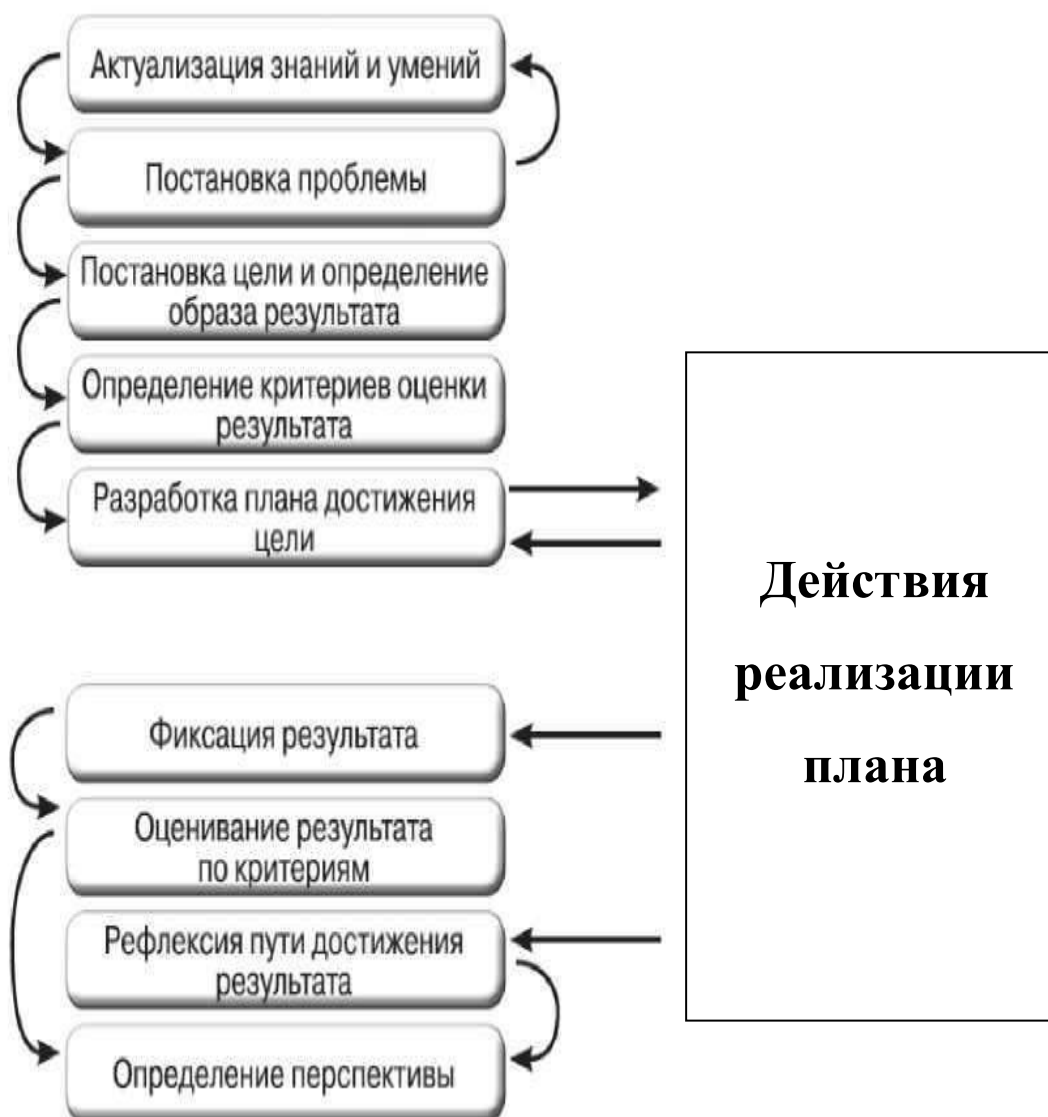 Актуализация знаний и умений
Постановка проблемы
Постановка цели и определение
образа результата
Определение критериев оценки
результата
Разработка плана достижения
цели
Действия
реализации
плана
Фиксация результата
Оценивание результата
по критериям
Рефлексия пути достижения
результата
Определение перспективы